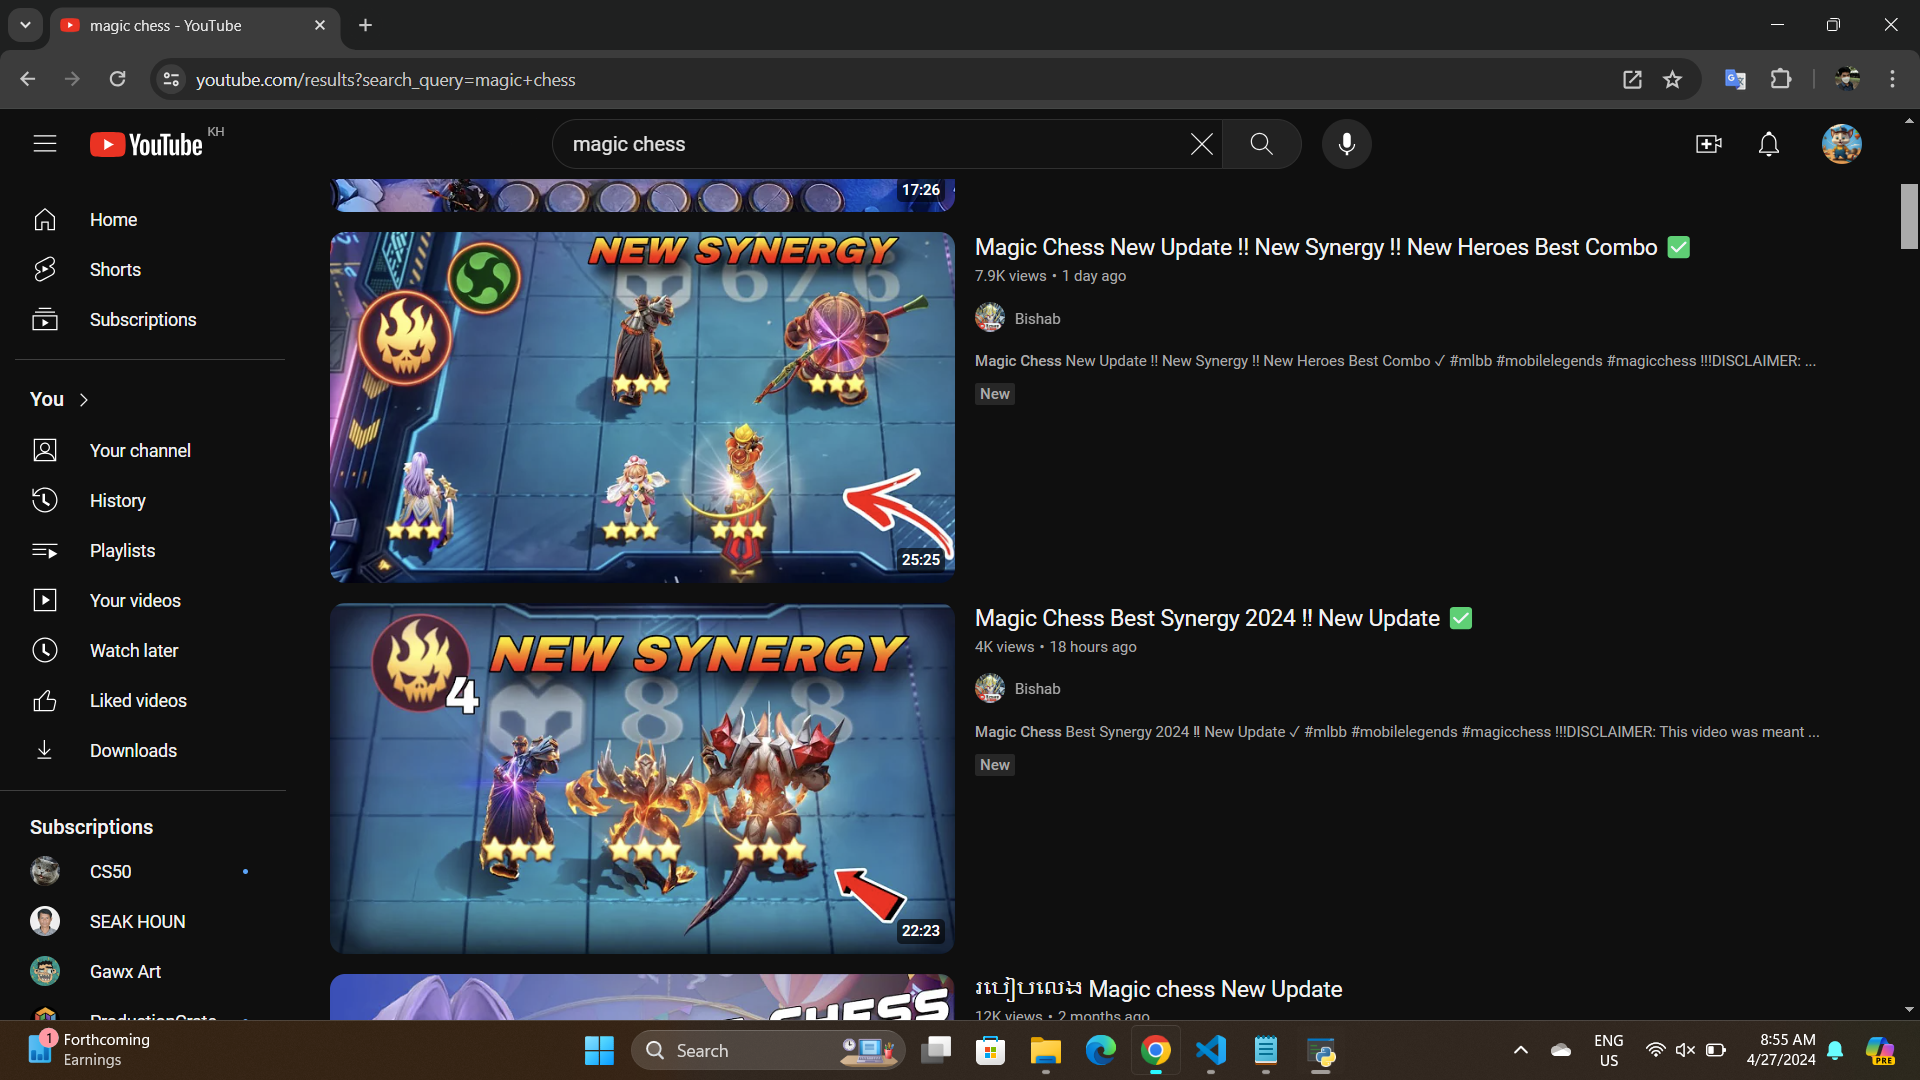 magic chess - YouTube
youtube.com/results?search_query=magic+chess
YouTube KH
magic chess
Home
Shorts
Subscriptions
You
Your channel
History
Playlists
Your videos
Watch later
Liked videos
Downloads
Subscriptions
CS50
SEAK HOUN
Gawx Art
17:26
NEW SYNERGY
6/6
25:25
Magic Chess New Update !! New Synergy !! New Heroes Best Combo ✅
7.9K views • 1 day ago
Bishab
Magic Chess New Update !! New Synergy !! New Heroes Best Combo ✓ #mlbb #mobilelegends #magicchess !!!DISCLAIMER: ...
New
NEW SYNERGY
4
8/8
22:23
Magic Chess Best Synergy 2024 !! New Update ✅
4K views • 18 hours ago
Bishab
Magic Chess Best Synergy 2024 !! New Update ✓ #mlbb #mobilelegends #magicchess !!!DISCLAIMER: This video was meant ...
New
CHESS
របៀបលេង Magic chess New Update
12K views • 2 months ago
1
Forthcoming
Earnings
Search
ENG
US
8:55 AM
4/27/2024
PRE